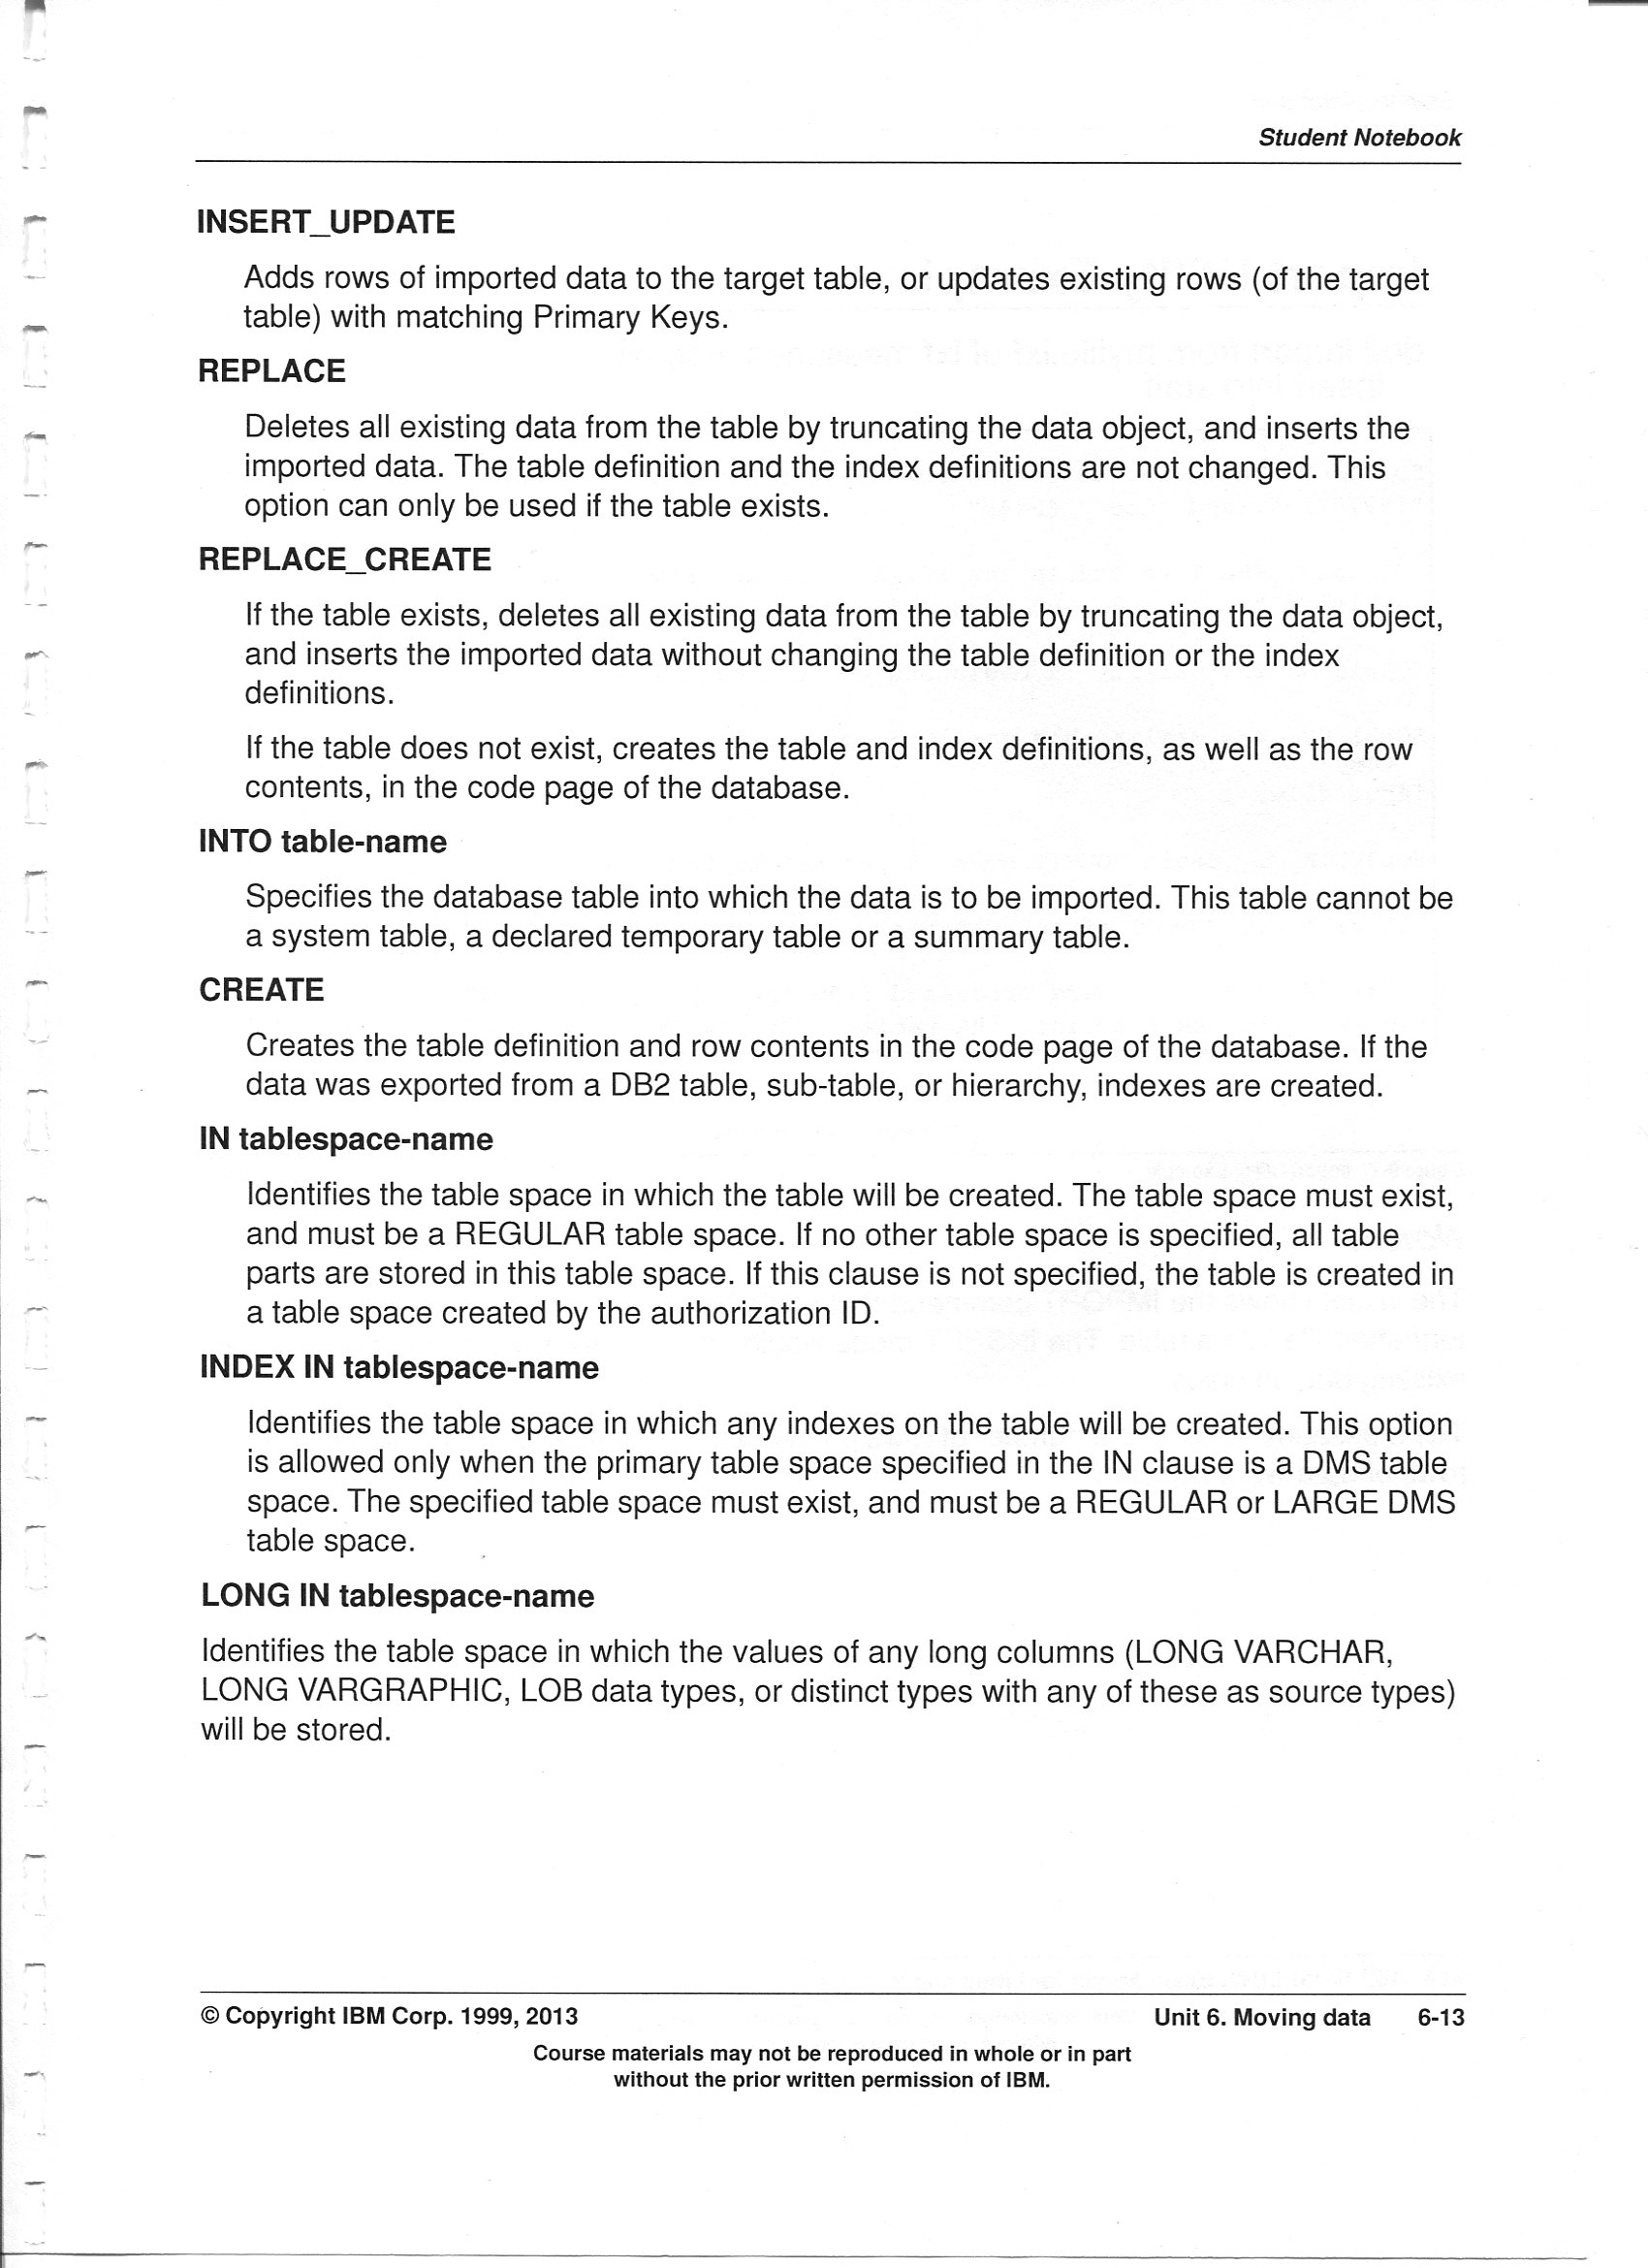 Student Notebook
INSERT_UPDATE
Adds rows of imported data to the target table, or updates existing rows (of the target
table) with matching Primary Keys.
REPLACE
Deletes all existing data from the table by truncating the data object, and inserts the
imported data. The table definition and the index definitions are not changed. This
option can only be used if the table exists.
REPLACE_CREATE
If the table exists, deletes all existing data from the table by truncating the data object,
and inserts the imported data without changing the table definition or the index
definitions.
If the table does not exist, creates the table and index definitions, as well as the row
contents, in the code page of the database.
INTO table-name
Specifies the database table into which the data is to be imported. This table cannot be
a system table, a declared temporary table or a summary table.
CREATE
Creates the table definition and row contents in the code page of the database. If the
data was exported from a DB2 table, sub-table, or hierarchy, indexes are created.
IN tablespace-name
Identifies the table space in which the table will be created. The table space must exist,
and must be a REGULAR table space. If no other table space is specified, all table
parts are stored in this table space. If this clause is not specified, the table is created in
a table space created by the authorization ID.
INDEX IN tablespace-name
Identifies the table space in which any indexes on the table will be created. This option
is allowed only when the primary table space specified in the IN clause is a DMS table
space. The specified table space must exist, and must be a REGULAR or LARGE DMS
table space.
LONG IN tablespace-name
Identifies the table space in which the values of any long columns (LONG VARCHAR,
LONG VARGRAPHIC, LOB data types, or distinct types with any of these as source types)
will be stored.
© Copyright IBM Corp. 1999, 2013 Unit 6. Moving data 6-13
Course materials may not be reproduced in whole or in part
without the prior written permission of IBM.